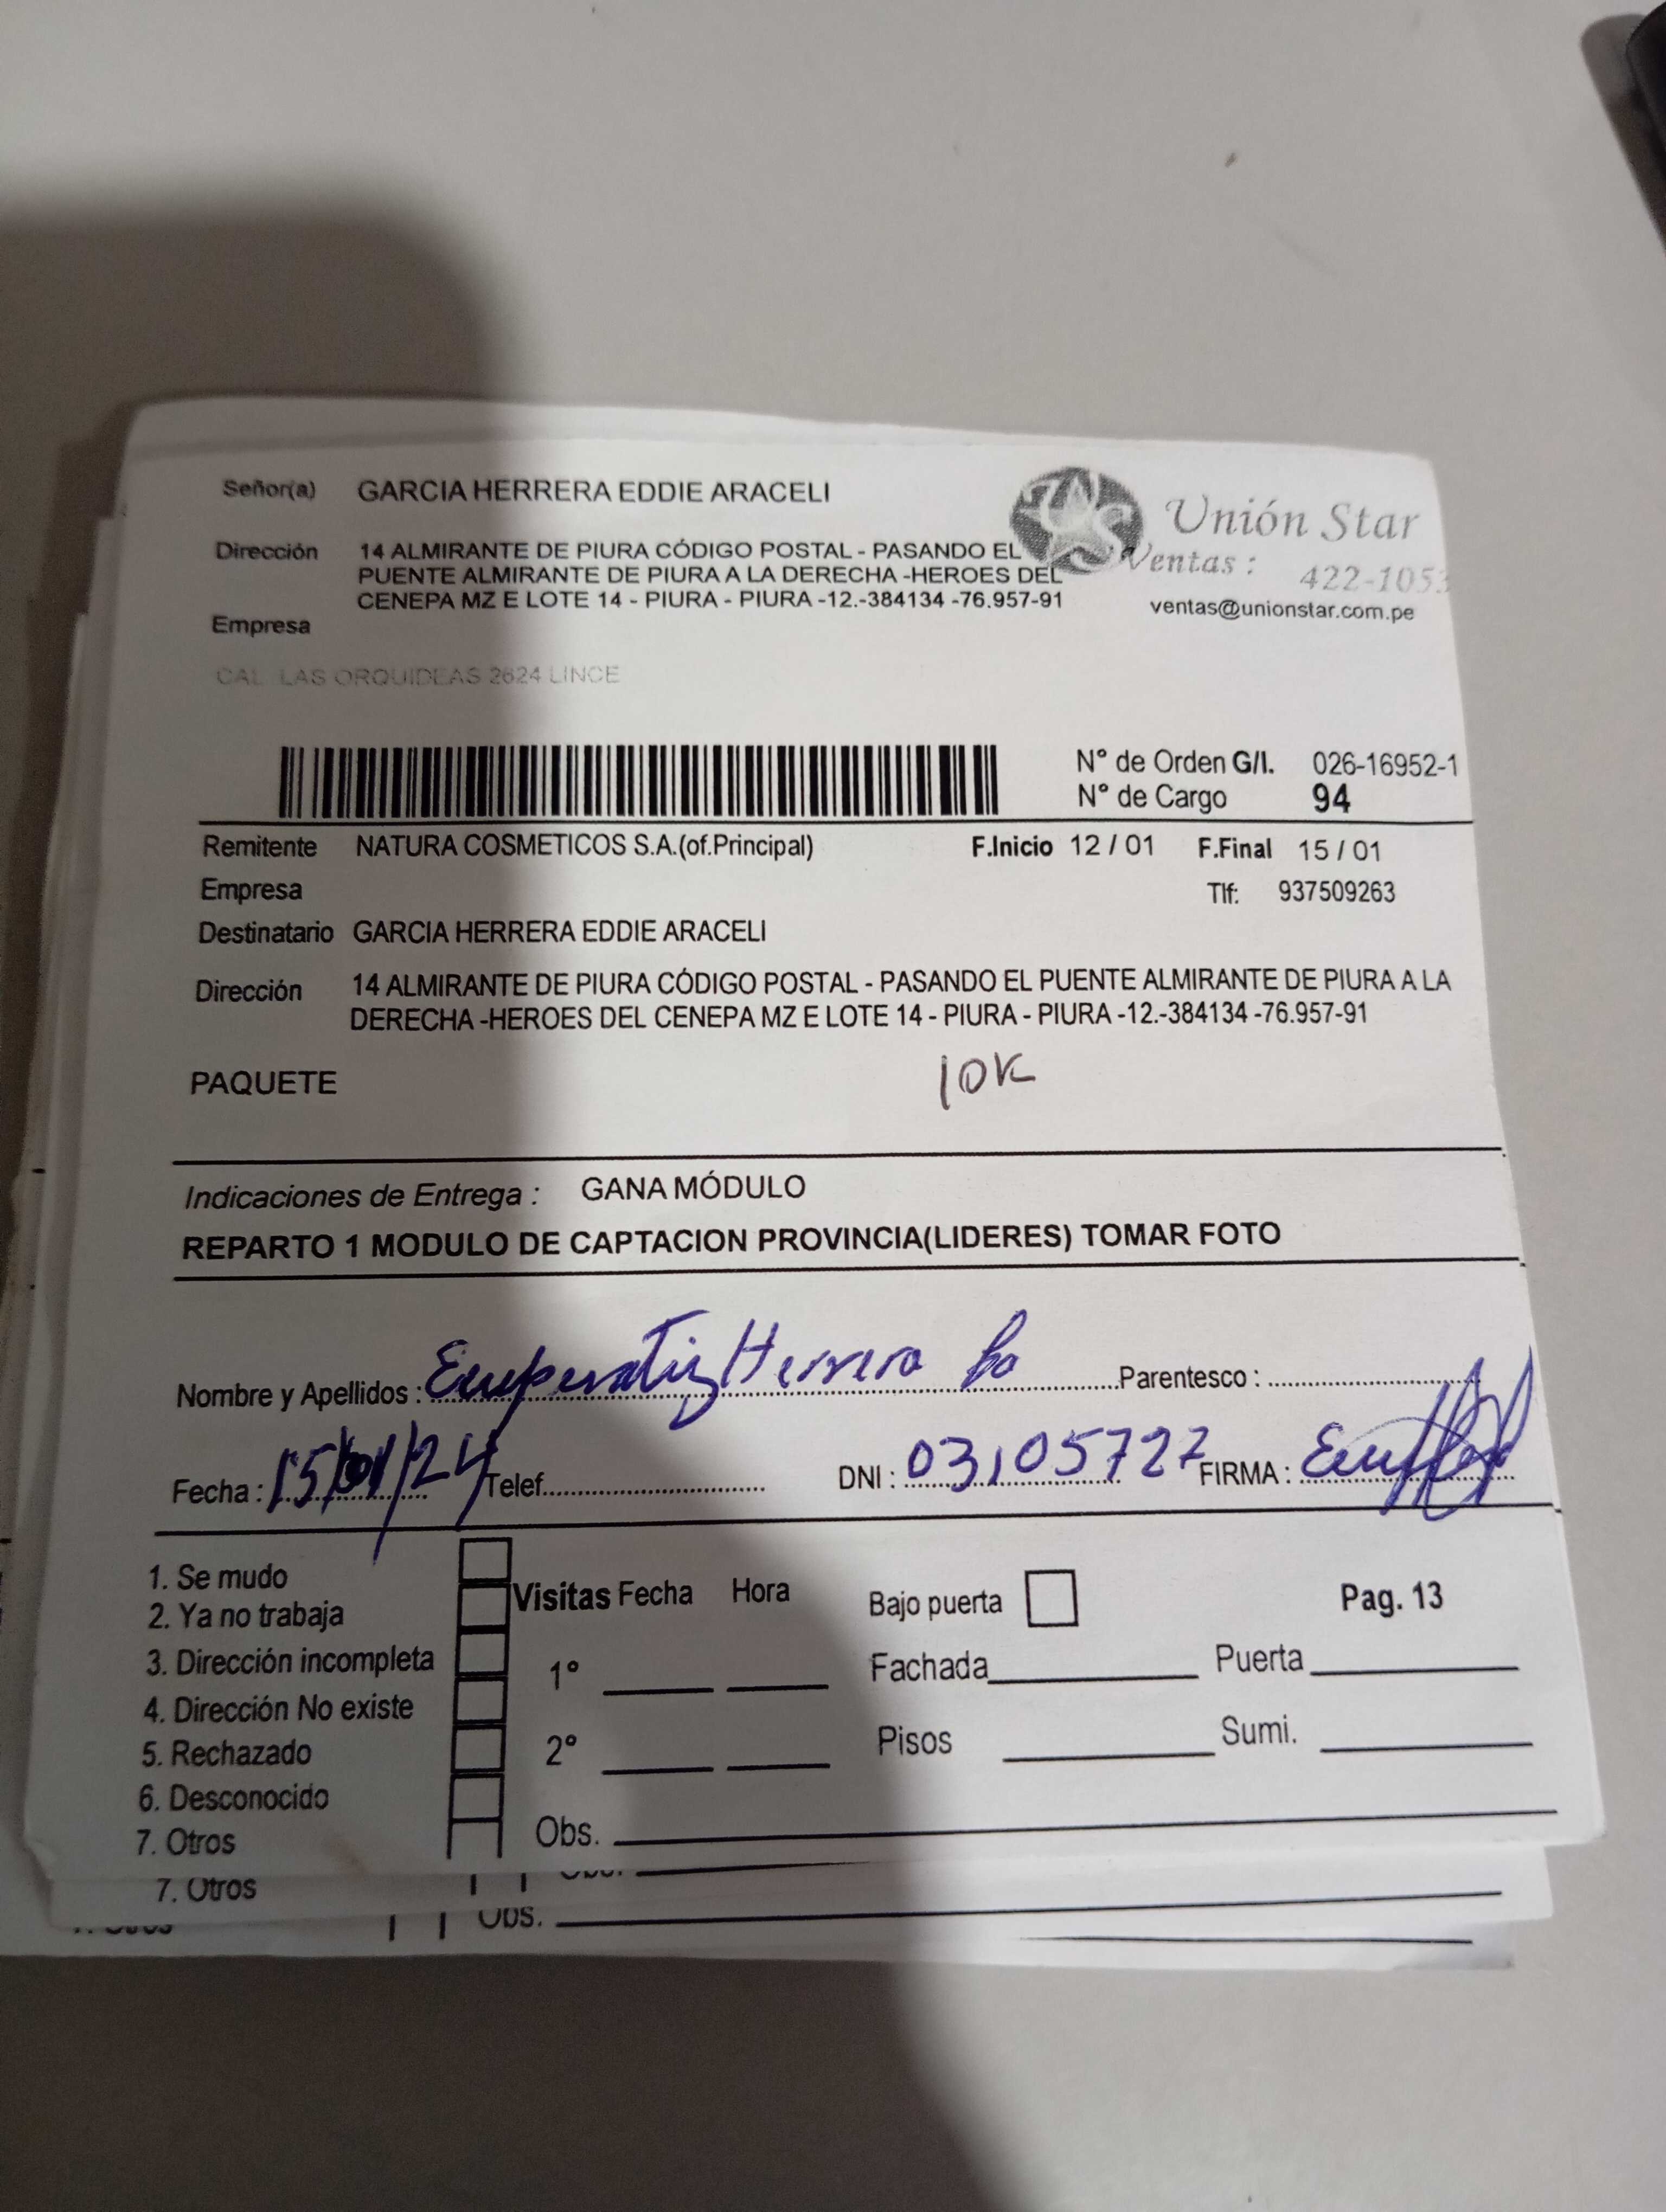 Señor(a) GARCIA HERRERA EDDIE ARACELI
Unión Star
Ventas : 422-1053
ventas@unionstar.com.pe
Dirección 14 ALMIRANTE DE PIURA CÓDIGO POSTAL - PASANDO EL
PUENTE ALMIRANTE DE PIURA A LA DERECHA -HEROES DEL
CENEPA MZ E LOTE 14 - PIURA - PIURA -12.-384134 -76.957-91
Empresa
CAL LAS ORQUIDEAS 2624 LINCE
N° de Orden G/I. 026-16952-1
N° de Cargo 94
Remitente NATURA COSMETICOS S.A.(of.Principal) F.Inicio 12 / 01 F.Final 15 / 01
Empresa Tlf: 937509263
Destinatario GARCIA HERRERA EDDIE ARACELI
Dirección 14 ALMIRANTE DE PIURA CÓDIGO POSTAL - PASANDO EL PUENTE ALMIRANTE DE PIURA A LA
DERECHA -HEROES DEL CENEPA MZ E LOTE 14 - PIURA - PIURA -12.-384134 -76.957-91
PAQUETE 10K
Indicaciones de Entrega : GANA MÓDULO
REPARTO 1 MODULO DE CAPTACION PROVINCIA(LIDERES) TOMAR FOTO
Nombre y Apellidos : Herrera Parentesco :
Fecha : 15/01/24 Telef. DNI : 03105727 FIRMA :
1. Se mudo
2. Ya no trabaja
3. Dirección incompleta
4. Dirección No existe
5. Rechazado
6. Desconocido
7. Otros
Visitas Fecha Hora
1°
2°
Obs.
Bajo puerta Pag. 13
Fachada Puerta
Pisos Sumi.
7. Otros
Obs.